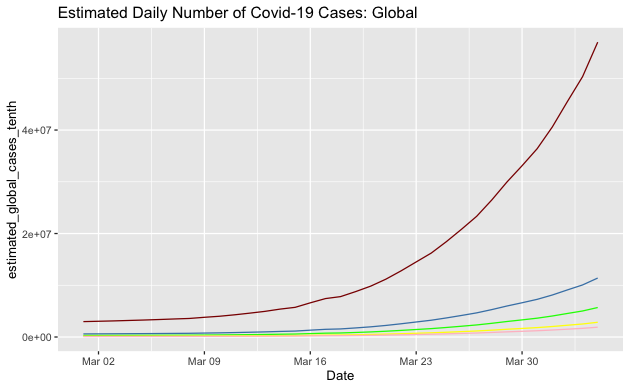 Estimated Daily Number of Covid-19 Cases: Global
estimated_global_cases_tenth
4e+07
2e+07
0e+00
Mar 02
Mar 09
Mar 16
Mar 23
Mar 30
Date